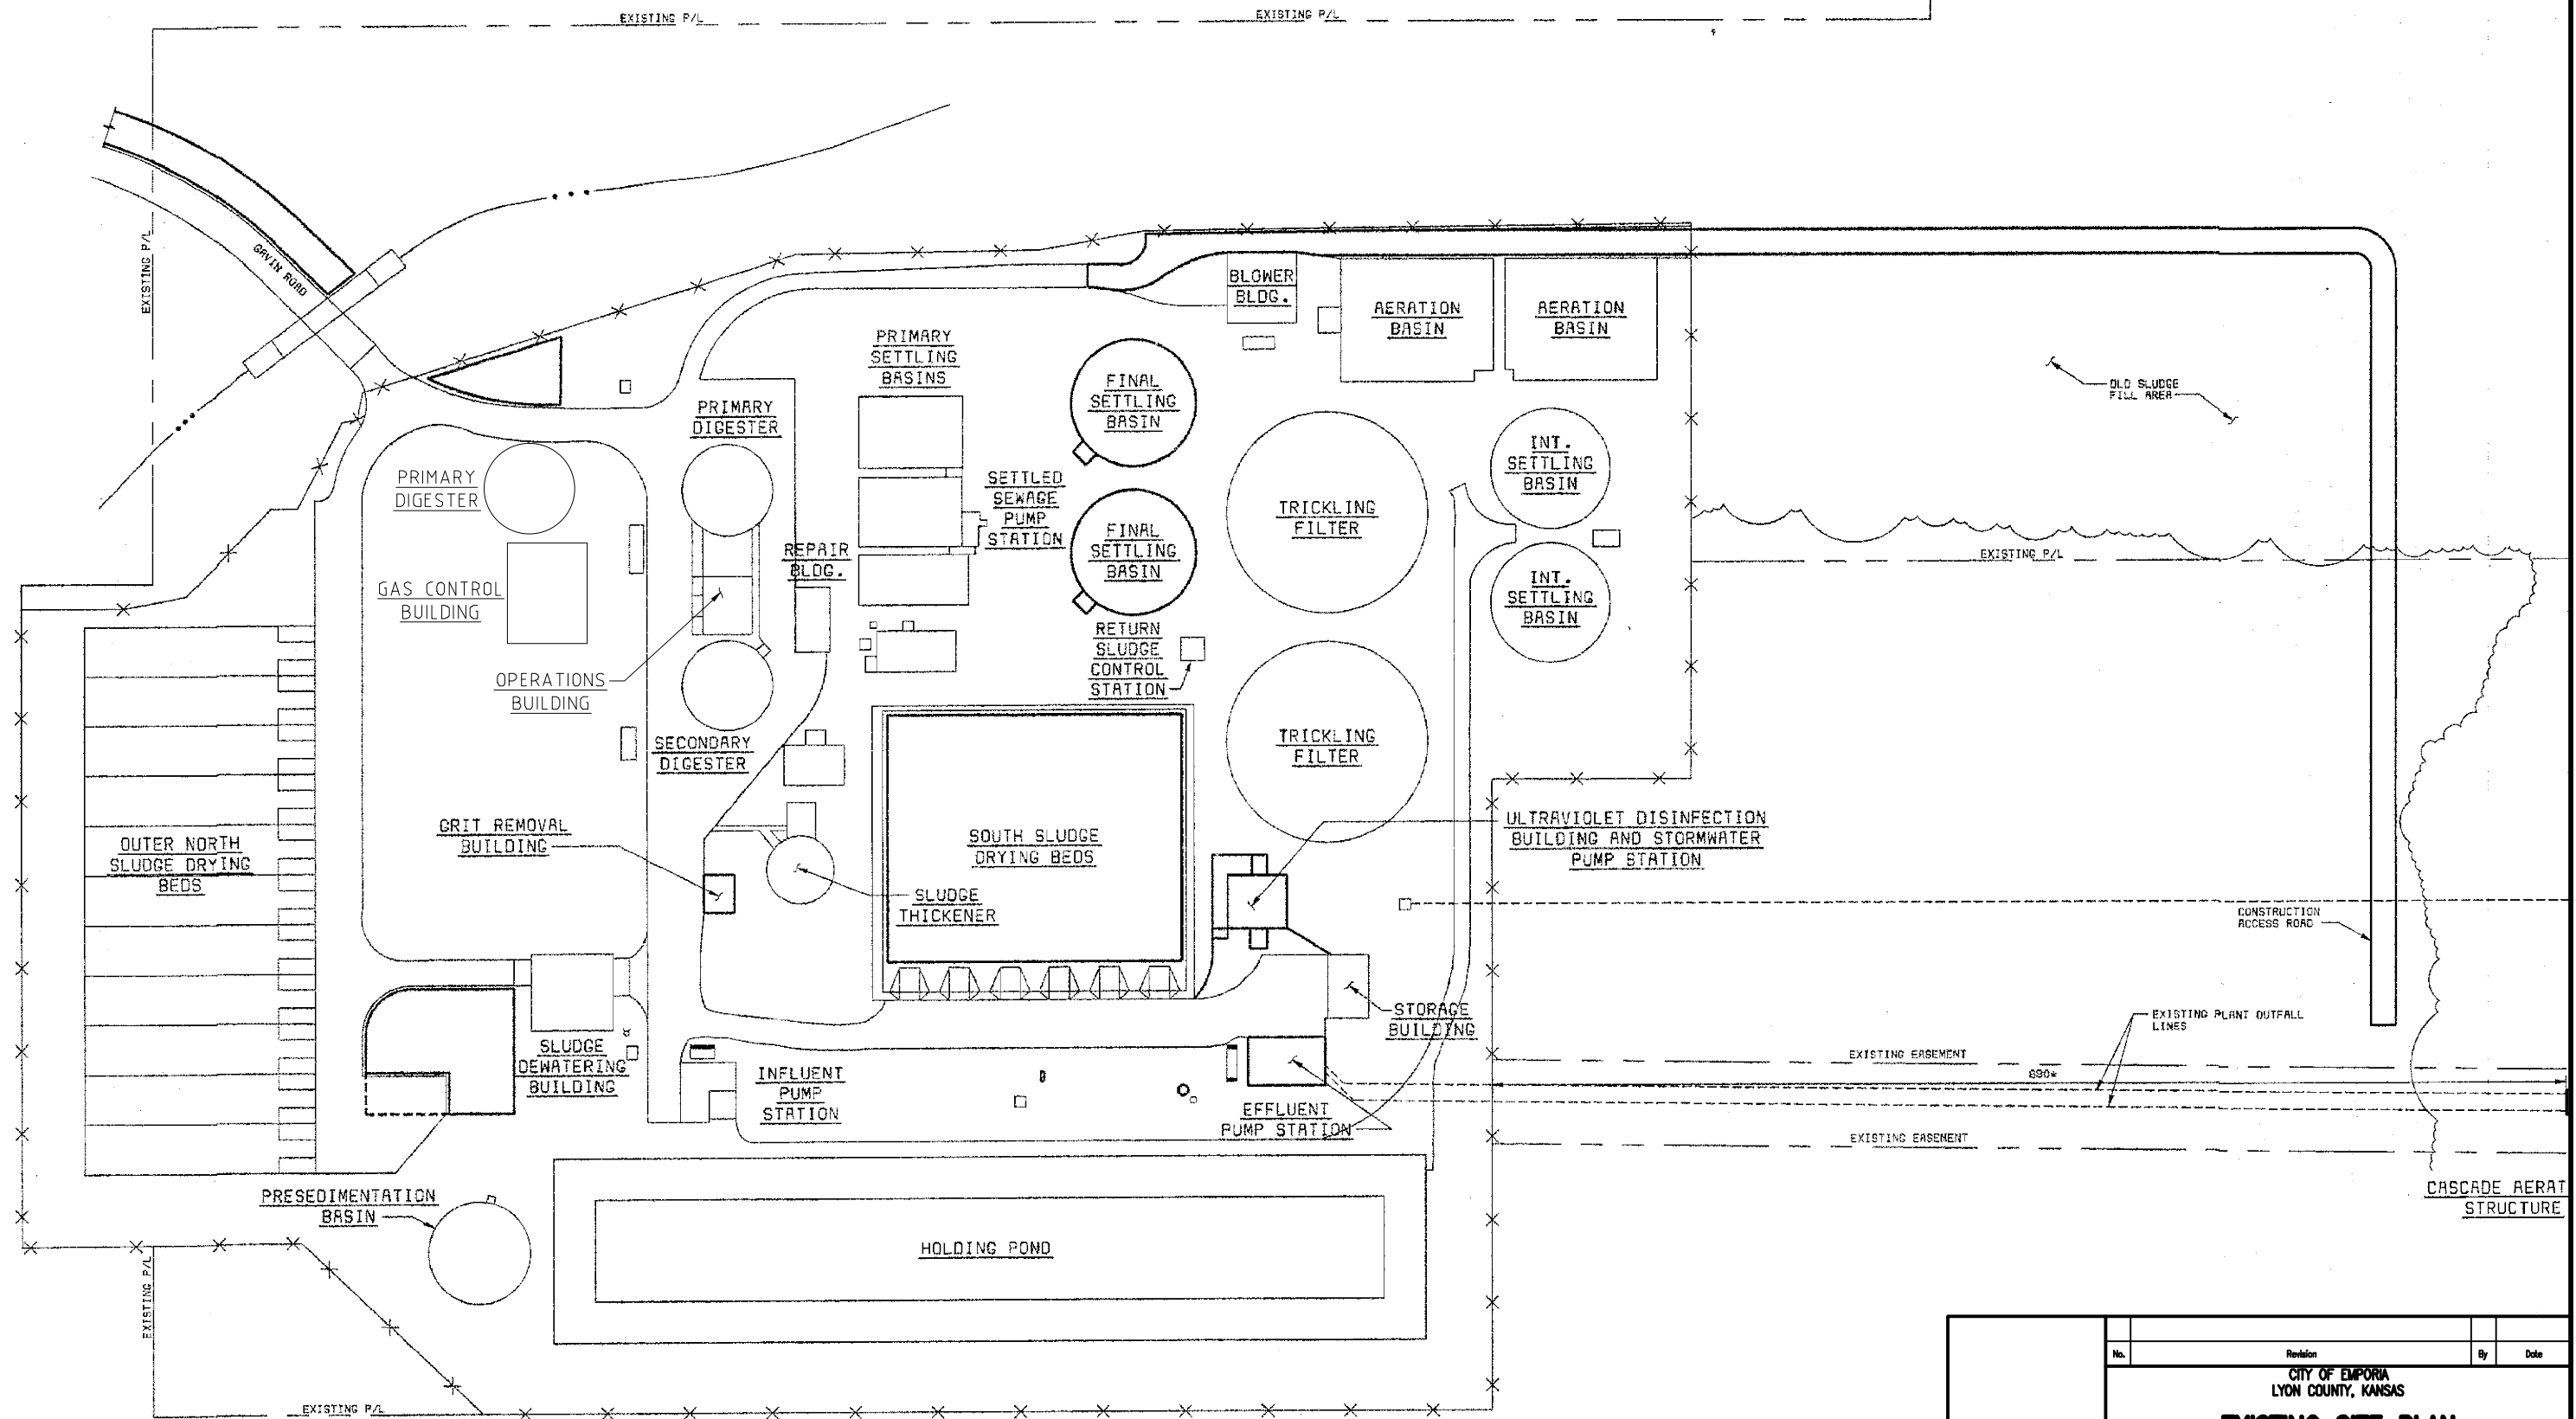 EXISTING P/L
EXISTING P/L
EXISTING P/L
GAVIN ROAD
BLOWER
BLDG.
AERATION
BASIN
AERATION
BASIN
PRIMARY
SETTLING
BASINS
FINAL
SETTLING
BASIN
OLD SLUDGE
FILL AREA
PRIMARY
DIGESTER
INT.
SETTLING
BASIN
PRIMARY
DIGESTER
SETTLED
SEWAGE
PUMP
STATION
TRICKLING
FILTER
FINAL
SETTLING
BASIN
REPAIR
BLDG.
EXISTING P/L
GAS CONTROL
BUILDING
INT.
SETTLING
BASIN
RETURN
SLUDGE
CONTROL
STATION
OPERATIONS
BUILDING
SECONDARY
DIGESTER
TRICKLING
FILTER
GRIT REMOVAL
BUILDING
SOUTH SLUDGE
DRYING BEDS
ULTRAVIOLET DISINFECTION
BUILDING AND STORMWATER
PUMP STATION
OUTER NORTH
SLUDGE DRYING
BEDS
SLUDGE
THICKENER
CONSTRUCTION
ACCESS ROAD
STORAGE
BUILDING
EXISTING PLANT OUTFALL
LINES
SLUDGE
DEWATERING
BUILDING
EXISTING EASEMENT
INFLUENT
PUMP
STATION
EFFLUENT
PUMP STATION
EXISTING EASEMENT
CASCADE AERAT
STRUCTURE
PRESEDIMENTATION
BASIN
HOLDING POND
EXISTING P/L
EXISTING P/L
No. Revision By Date
CITY OF EMPORIA
LYON COUNTY, KANSAS
EXISTING SITE PLAN